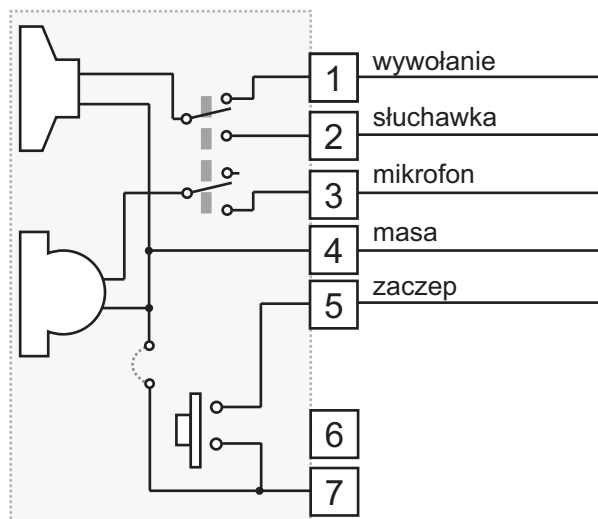 1 wywołanie
2 słuchawka
3 mikrofon
4 masa
5 zaczep
6
7